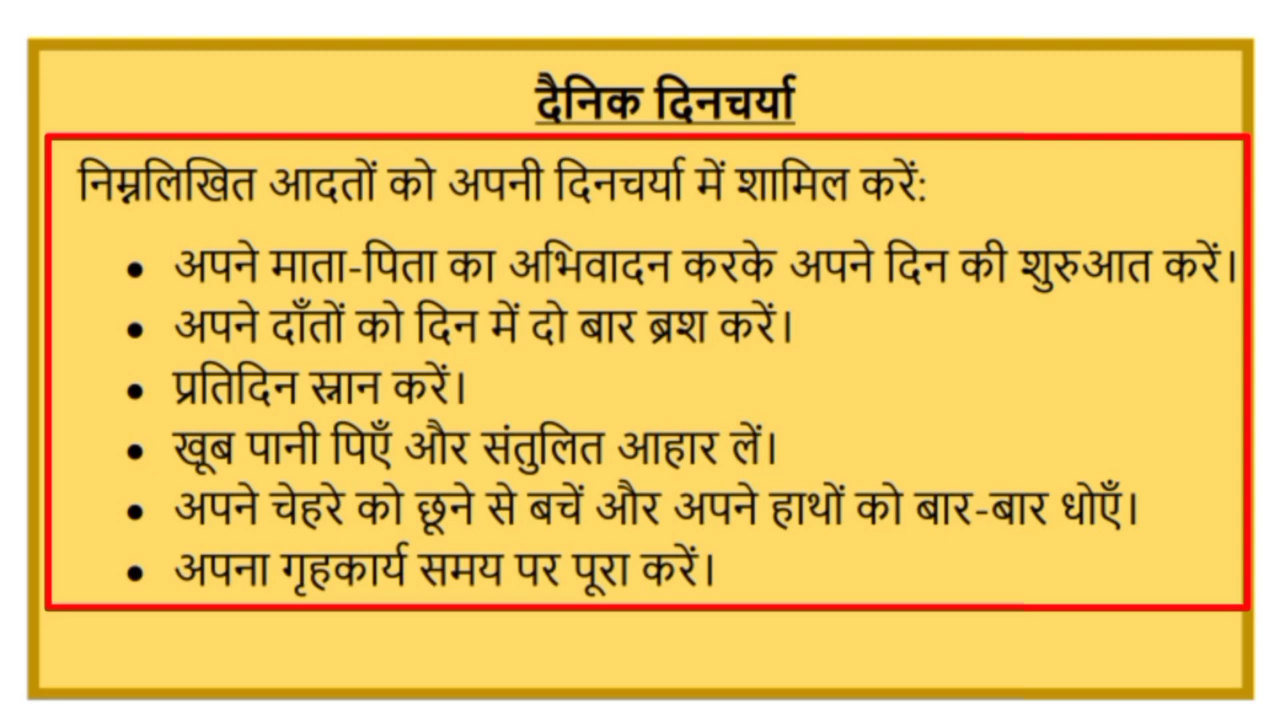 दैनिक दिनचर्या
निम्नलिखित आदतों को अपनी दिनचर्या में शामिल करें:
• अपने माता-पिता का अभिवादन करके अपने दिन की शुरुआत करें।
• अपने दाँतों को दिन में दो बार ब्रश करें।
• प्रतिदिन स्नान करें।
• खूब पानी पिएँ और संतुलित आहार लें।
• अपने चेहरे को छूने से बचें और अपने हाथों को बार-बार धोएँ।
• अपना गृहकार्य समय पर पूरा करें।